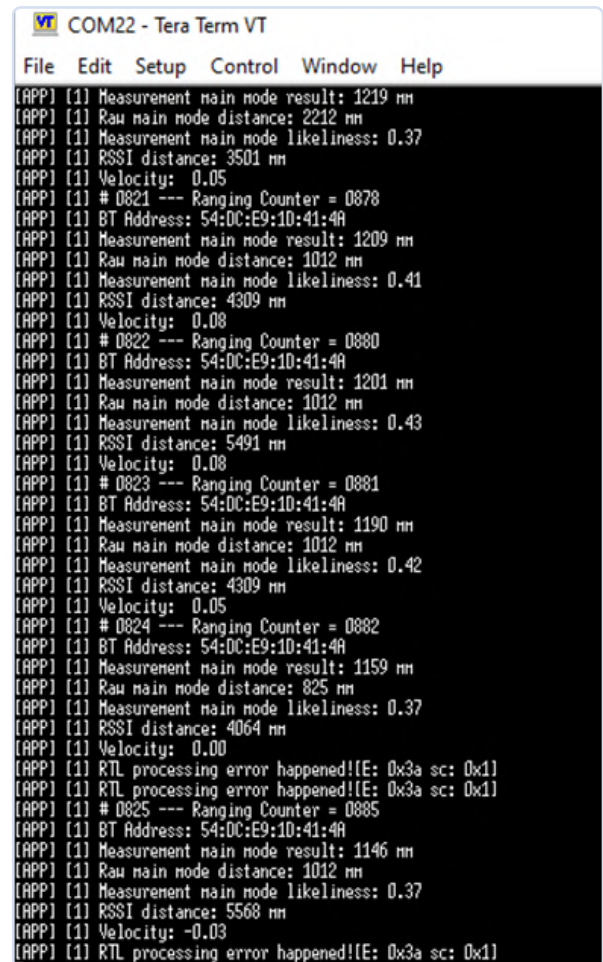 COM22 - Tera Term VT
File Edit Setup Control Window Help
[APP] [1] Measurement main mode result: 1219 mm
[APP] [1] Raw main mode distance: 2212 mm
[APP] [1] Measurement main mode likeliness: 0.37
[APP] [1] RSSI distance: 3501 mm
[APP] [1] Velocity:  0.05
[APP] [1] # 0821 --- Ranging Counter = 0878
[APP] [1] BT Address: 54:DC:E9:1D:41:4A
[APP] [1] Measurement main mode result: 1209 mm
[APP] [1] Raw main mode distance: 1012 mm
[APP] [1] Measurement main mode likeliness: 0.41
[APP] [1] RSSI distance: 4309 mm
[APP] [1] Velocity:  0.08
[APP] [1] # 0822 --- Ranging Counter = 0880
[APP] [1] BT Address: 54:DC:E9:1D:41:4A
[APP] [1] Measurement main mode result: 1201 mm
[APP] [1] Raw main mode distance: 1012 mm
[APP] [1] Measurement main mode likeliness: 0.43
[APP] [1] RSSI distance: 5491 mm
[APP] [1] Velocity:  0.08
[APP] [1] # 0823 --- Ranging Counter = 0881
[APP] [1] BT Address: 54:DC:E9:1D:41:4A
[APP] [1] Measurement main mode result: 1190 mm
[APP] [1] Raw main mode distance: 1012 mm
[APP] [1] Measurement main mode likeliness: 0.42
[APP] [1] RSSI distance: 4309 mm
[APP] [1] Velocity:  0.05
[APP] [1] # 0824 --- Ranging Counter = 0882
[APP] [1] BT Address: 54:DC:E9:1D:41:4A
[APP] [1] Measurement main mode result: 1159 mm
[APP] [1] Raw main mode distance: 825 mm
[APP] [1] Measurement main mode likeliness: 0.37
[APP] [1] RSSI distance: 4064 mm
[APP] [1] Velocity:  0.00
[APP] [1] RTL processing error happened![E: 0x3a sc: 0x1]
[APP] [1] RTL processing error happened![E: 0x3a sc: 0x1]
[APP] [1] # 0825 --- Ranging Counter = 0885
[APP] [1] BT Address: 54:DC:E9:1D:41:4A
[APP] [1] Measurement main mode result: 1146 mm
[APP] [1] Raw main mode distance: 1012 mm
[APP] [1] Measurement main mode likeliness: 0.37
[APP] [1] RSSI distance: 5568 mm
[APP] [1] Velocity: -0.03
[APP] [1] RTL processing error happened![E: 0x3a sc: 0x1]